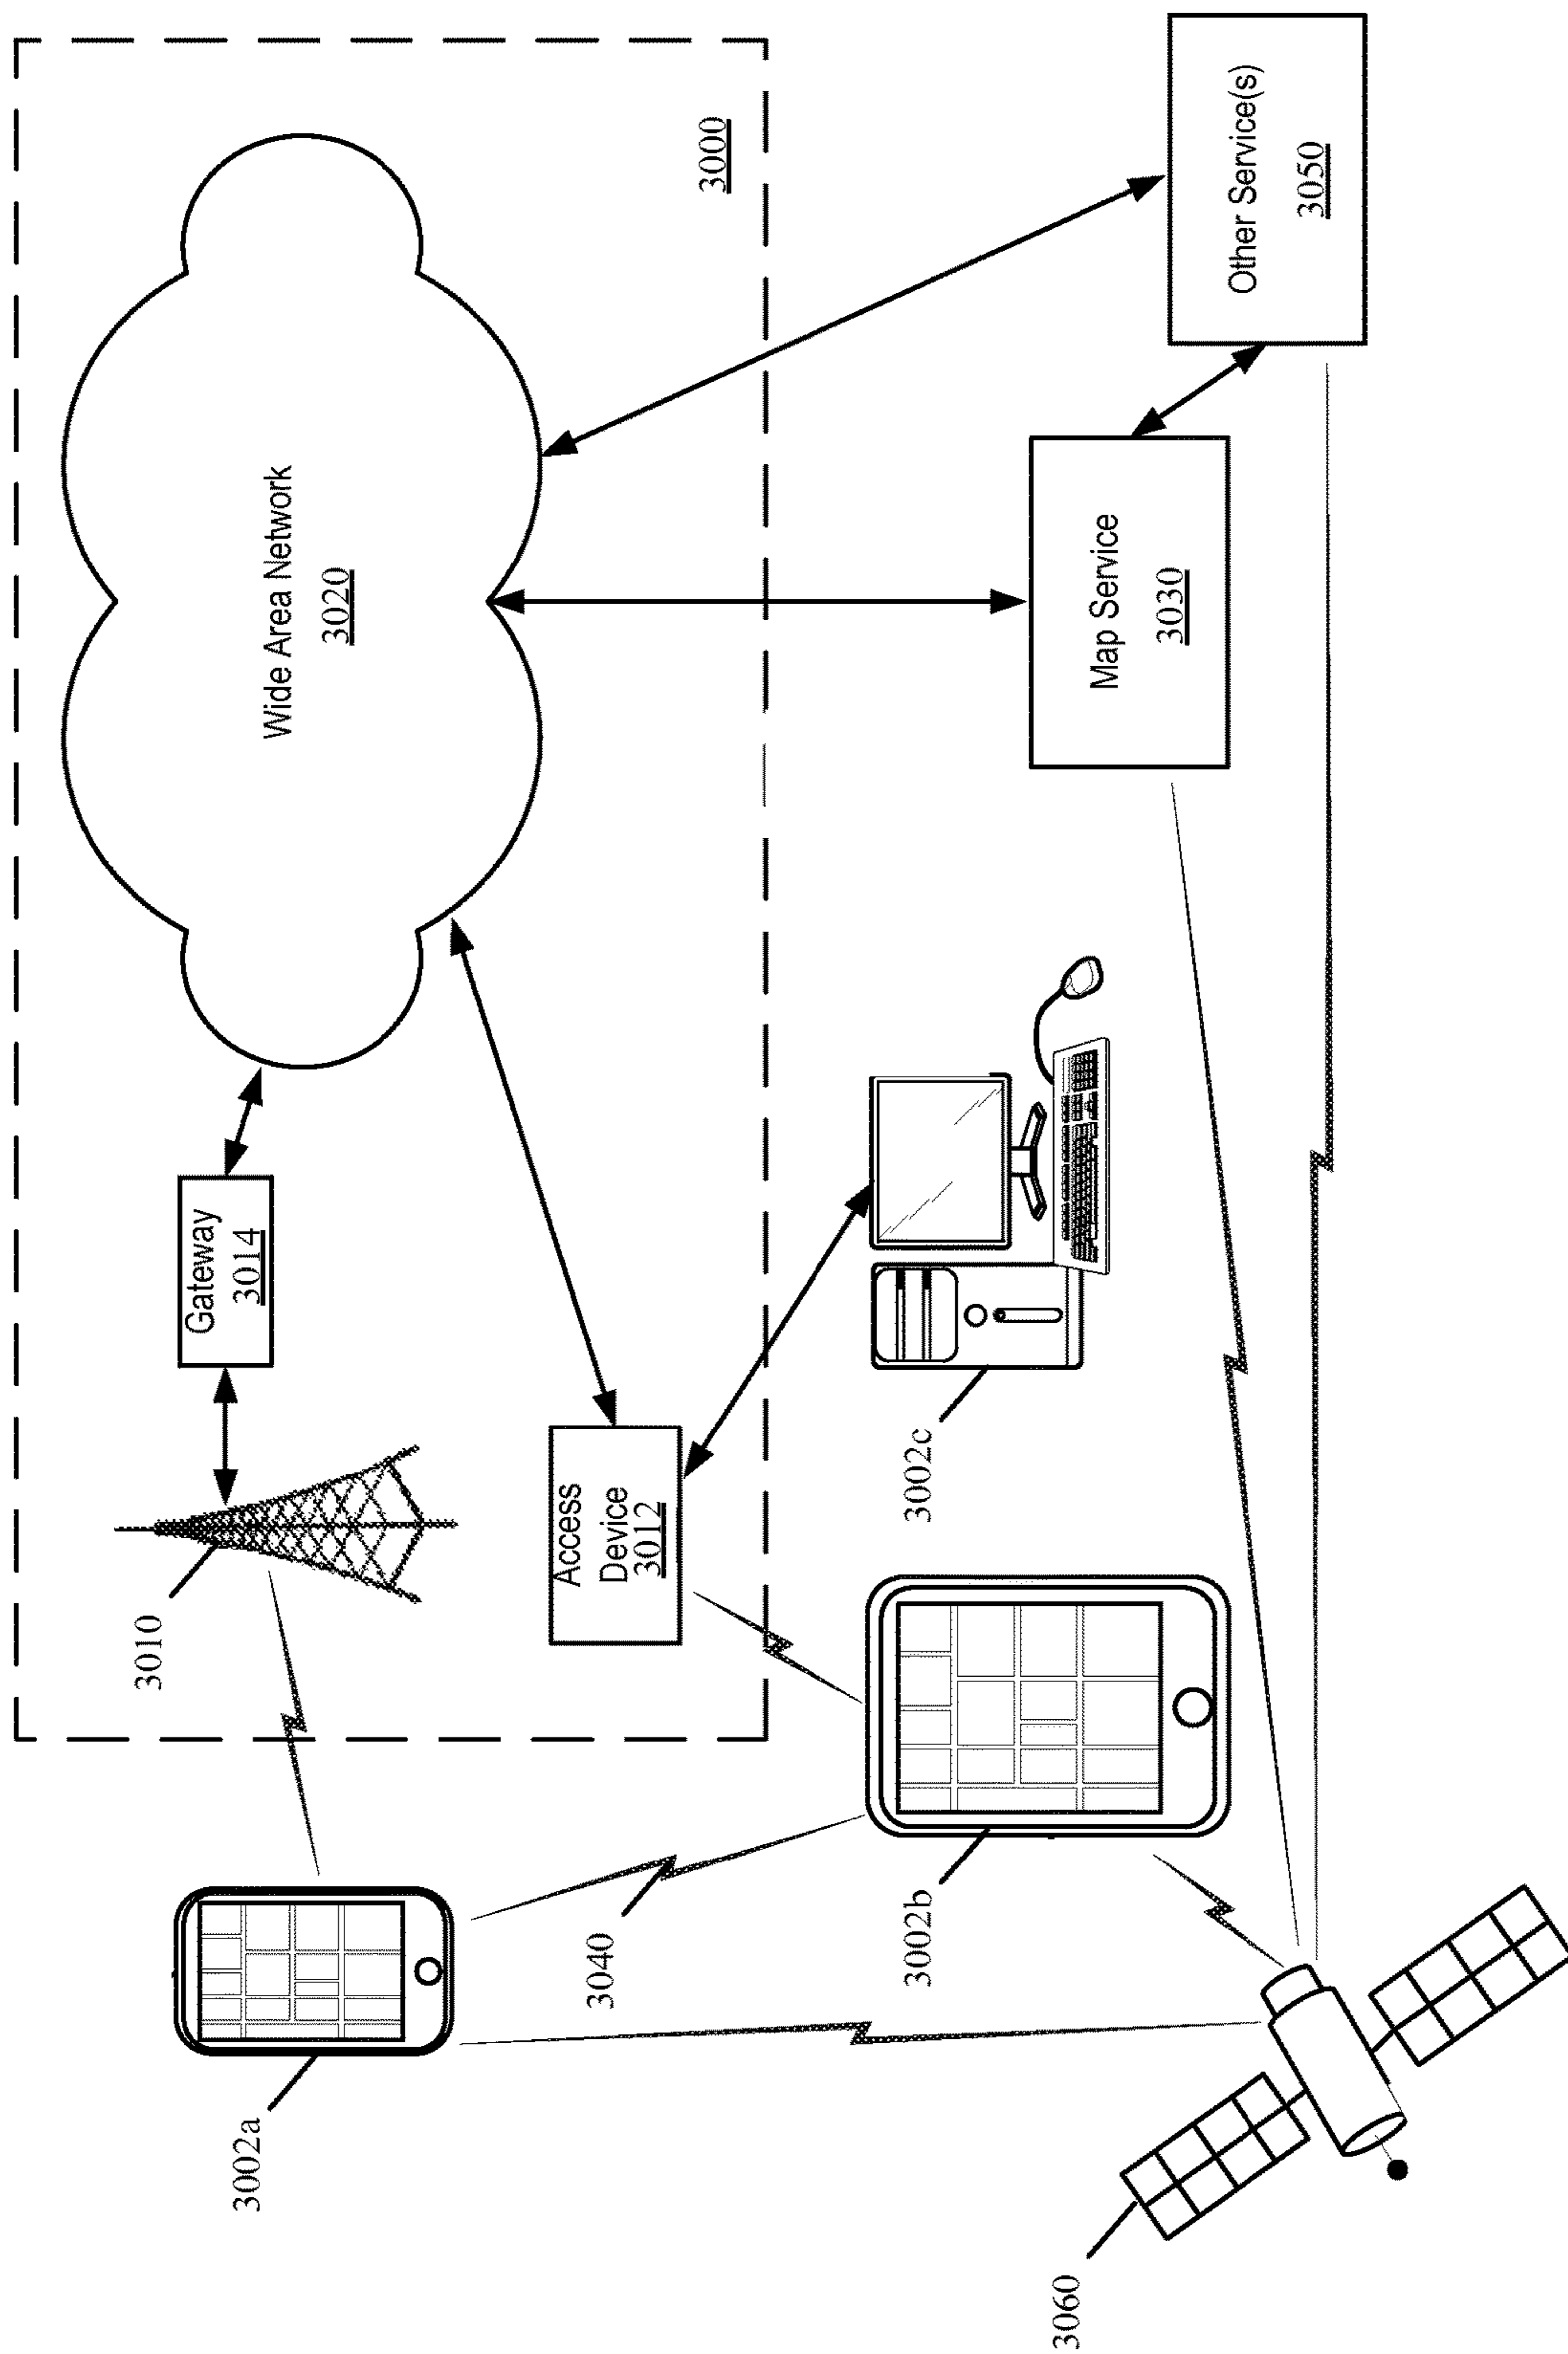 3002a
3010
Gateway
3014
Wide Area Network
3020
3000
3040
Access
Device
3012
3002b
3002c
Map Service
3030
Other Service(s)
3050
3060